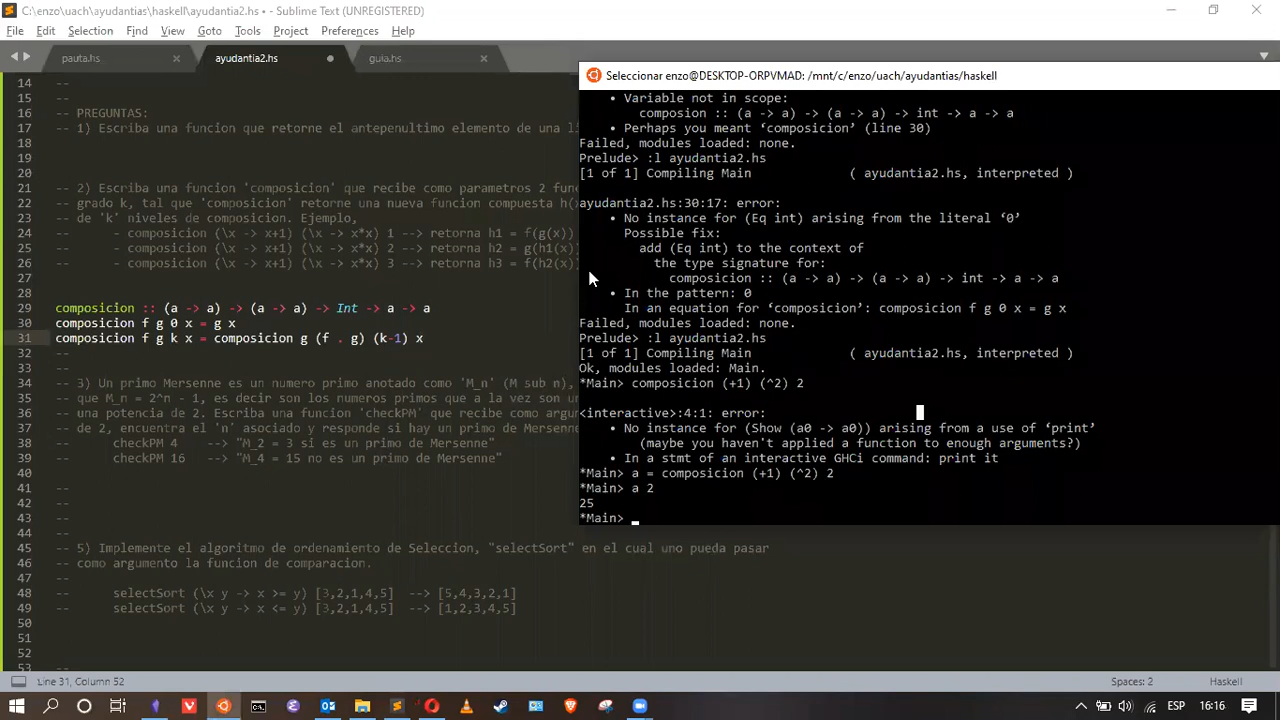 C:\enzo\uach\ayudantias\haskell\ayudantia2.hs • - Sublime Text (UNREGISTERED)
File Edit Selection Find View Goto Tools Project Preferences Help
pauta.hs ayudantia2.hs guia.hs
14 --
15 --
16 -- PREGUNTAS:
17 -- 1) Escriba una funcion que retorne el antepenultimo elemento de una
18
19
20
21 -- 2) Escriba una funcion 'composicion' que recibe como parametros 2
22 -- grado k, tal que 'composicion' retorne una nueva funcion compuesta
23 -- de 'k' niveles de composicion. Ejemplo,
24 -- - composicion (\x -> x+1) (\x -> x*x) 1 --> retorna h1 = f(g(x))
25 -- - composicion (\x -> x+1) (\x -> x*x) 2 --> retorna h2 = g(h1(x))
26 -- - composicion (\x -> x+1) (\x -> x*x) 3 --> retorna h3 = f(h2(x))
27
28
29 composicion :: (a -> a) -> (a -> a) -> Int -> a -> a
30 composicion f g 0 x = g x
31 composicion f g k x = composicion g (f . g) (k-1) x
32 --
33 --
34 -- 3) Un primo Mersenne es un numero primo anotado como 'M_n' (M sub n),
35 -- que M_n = 2^n - 1, es decir son los numeros primos que a la vez son
36 -- una potencia de 2. Escriba una funcion 'checkPM' que recibe como
37 -- de 2, encuentra el 'n' asociado y responde si hay un primo de
38 -- checkPM 4 --> "M_2 = 3 si es un primo de Mersenne"
39 -- checkPM 16 --> "M_4 = 15 no es un primo de Mersenne"
40 --
41 --
42 --
43 --
44 --
45 -- 5) Implemente el algoritmo de ordenamiento de Seleccion, "selectSort" en el cual uno pueda pasar
46 -- como argumento la funcion de comparacion.
47 --
48 -- selectSort (\x y -> x >= y) [3,2,1,4,5] --> [5,4,3,2,1]
49 -- selectSort (\x y -> x <= y) [3,2,1,4,5] --> [1,2,3,4,5]
50 --
51 --
52
53 --
Seleccionar enzo@DESKTOP-ORPVMAD: /mnt/c/enzo/uach/ayudantias/haskell
• Variable not in scope:
composion :: (a -> a) -> (a -> a) -> int -> a -> a
• Perhaps you meant ‘composicion’ (line 30)
Failed, modules loaded: none.
Prelude> :l ayudantia2.hs
[1 of 1] Compiling Main ( ayudantia2.hs, interpreted )
ayudantia2.hs:30:17: error:
• No instance for (Eq int) arising from the literal ‘0’
Possible fix:
add (Eq int) to the context of
the type signature for:
composicion :: (a -> a) -> (a -> a) -> int -> a -> a
• In the pattern: 0
In an equation for ‘composicion’: composicion f g 0 x = g x
Failed, modules loaded: none.
Prelude> :l ayudantia2.hs
[1 of 1] Compiling Main ( ayudantia2.hs, interpreted )
Ok, modules loaded: Main.
*Main> composicion (+1) (^2) 2
<interactive>:4:1: error:
• No instance for (Show (a0 -> a0)) arising from a use of ‘print’
(maybe you haven't applied a function to enough arguments?)
• In a stmt of an interactive GHCi command: print it
*Main> a = composicion (+1) (^2) 2
*Main> a 2
25
*Main>
Line 31, Column 52 Spaces: 2 Haskell
ESP 16:16